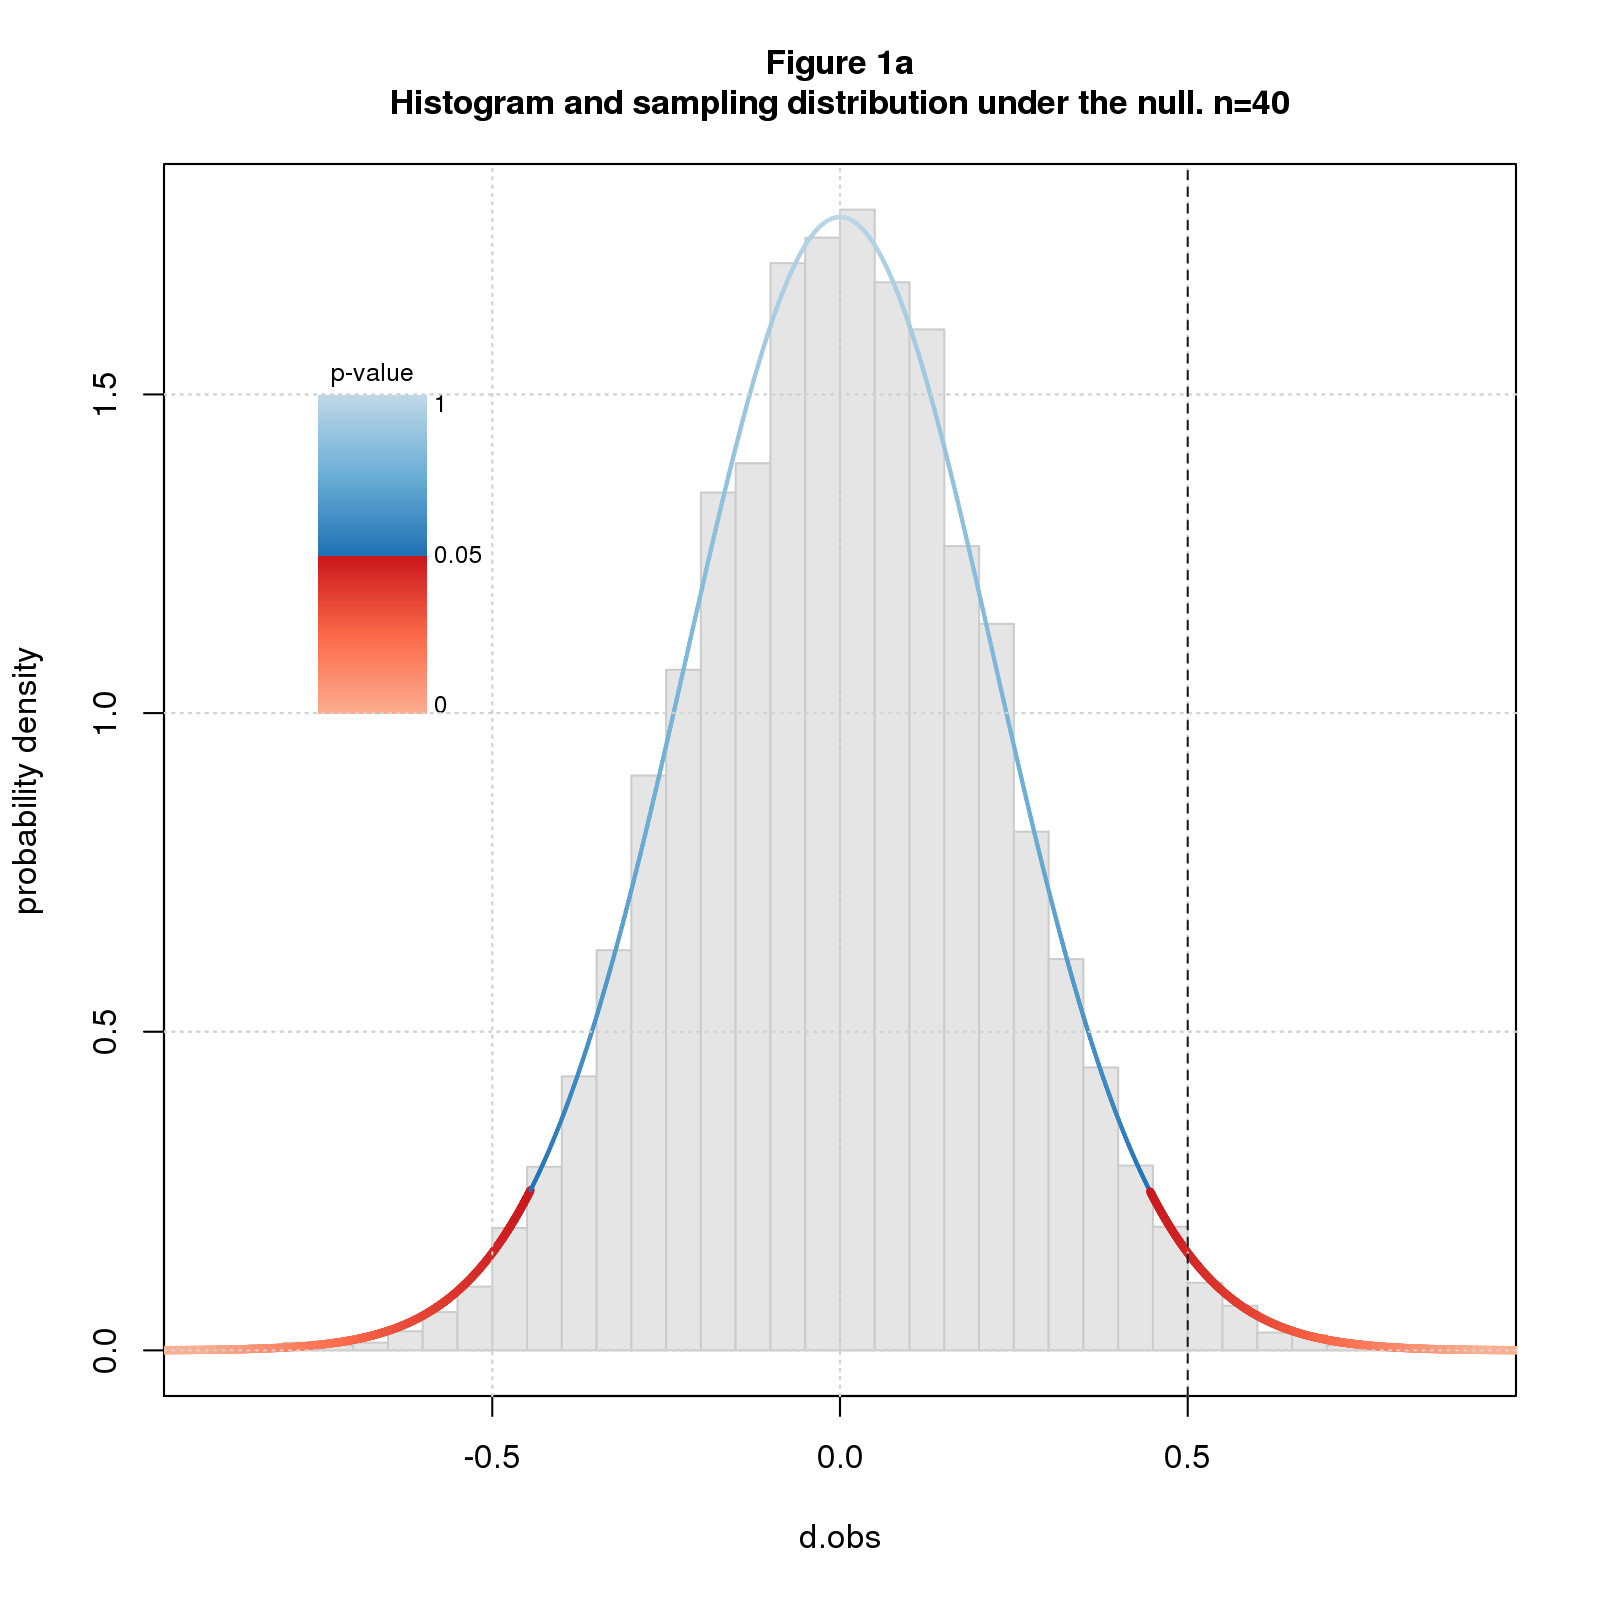 Figure 1a
Histogram and sampling distribution under the null. n=40
p-value
1
0.05
0
probability density
1.5
1.0
0.5
0.0
-0.5
0.0
0.5
d.obs